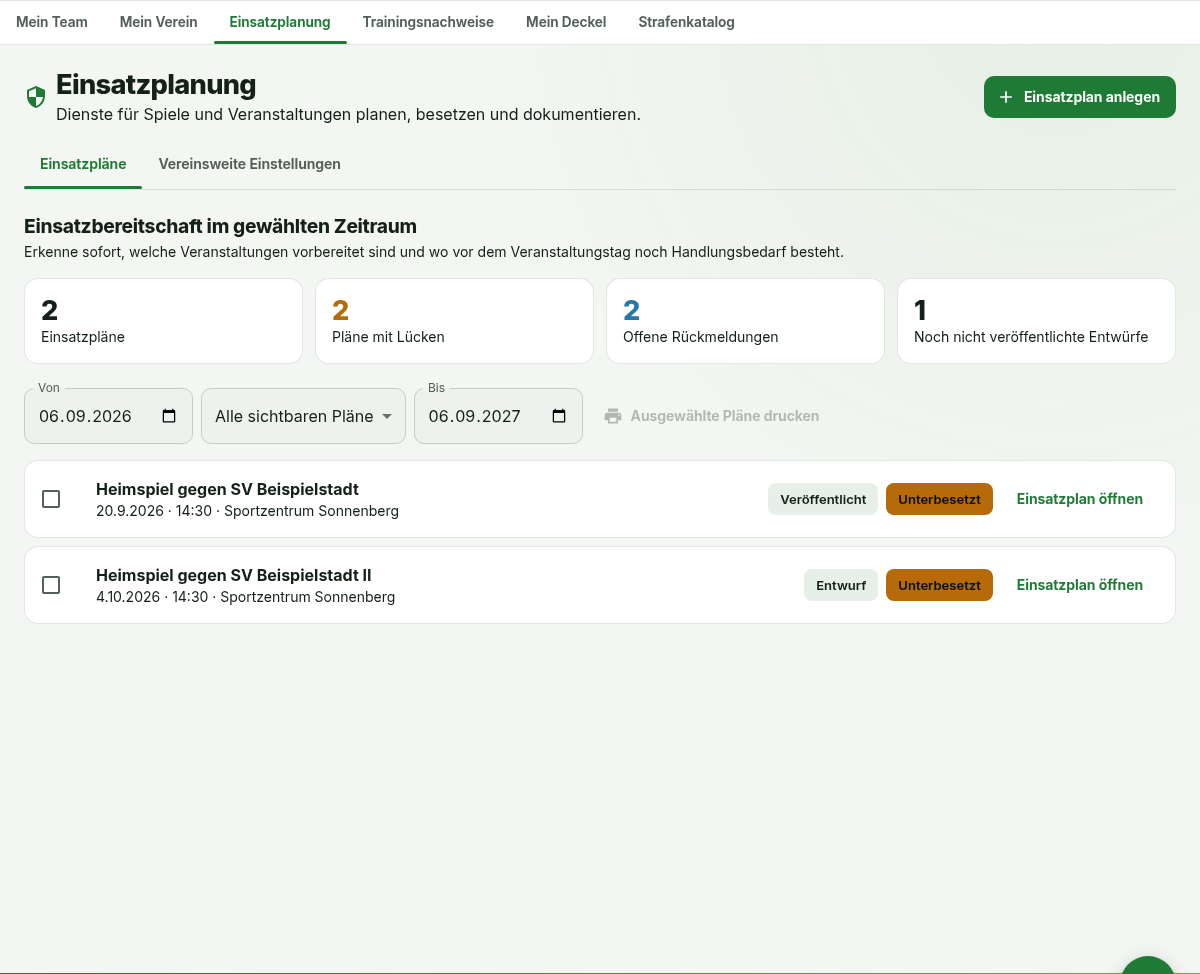 Mein Team
Mein Verein
Einsatzplanung
Trainingsnachweise
Mein Deckel
Strafenkatalog
Einsatzplanung
Dienste für Spiele und Veranstaltungen planen, besetzen und dokumentieren.
Einsatzplan anlegen
Einsatzpläne
Vereinsweite Einstellungen
Einsatzbereitschaft im gewählten Zeitraum
Erkenne sofort, welche Veranstaltungen vorbereitet sind und wo vor dem Veranstaltungstag noch Handlungsbedarf besteht.
2
Einsatzpläne
2
Pläne mit Lücken
2
Offene Rückmeldungen
1
Noch nicht veröffentlichte Entwürfe
Von
06.09.2026
Alle sichtbaren Pläne
Bis
06.09.2027
Ausgewählte Pläne drucken
Heimspiel gegen SV Beispielstadt
20.9.2026 · 14:30 · Sportzentrum Sonnenberg
Veröffentlicht
Unterbesetzt
Einsatzplan öffnen
Heimspiel gegen SV Beispielstadt II
4.10.2026 · 14:30 · Sportzentrum Sonnenberg
Entwurf
Unterbesetzt
Einsatzplan öffnen